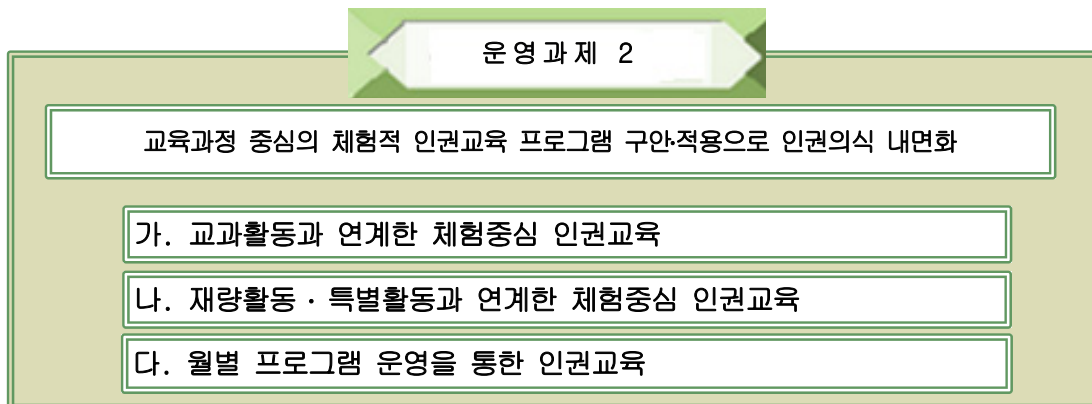 운영과제 2
교육과정 중심의 체험적 인권교육 프로그램 구안·적용으로 인권의식 내면화
가. 교과활동과 연계한 체험중심 인권교육
나. 재량활동 · 특별활동과 연계한 체험중심 인권교육
다. 월별 프로그램 운영을 통한 인권교육